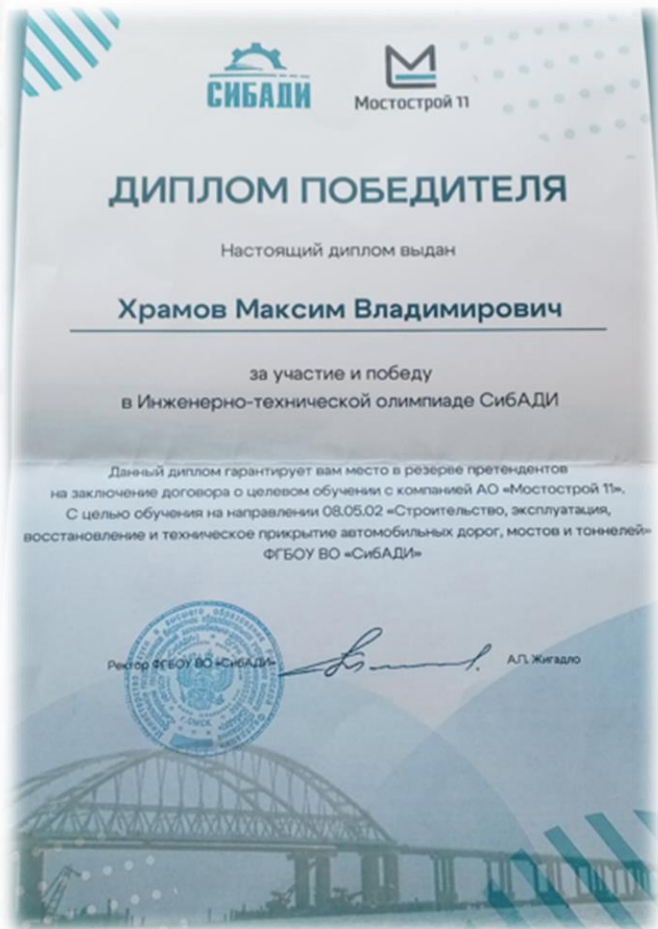 СИБАДИ
Мостострой 11
ДИПЛОМ ПОБЕДИТЕЛЯ
Настоящий диплом выдан
Храмов Максим Владимирович
за участие и победу
в Инженерно-технической олимпиаде СибАДИ
Данный диплом гарантирует вам место в резерве претендентов
на заключение договора о целевом обучении с компанией АО «Мостострой 11».
С целью обучения на направлении 08.05.02 «Строительство, эксплуатация,
восстановление и техническое прикрытие автомобильных дорог, мостов и тоннелей»
ФГБОУ ВО «СибАДИ»
Ректор ФГБОУ ВО «СибАДИ»
А.П. Жигадло